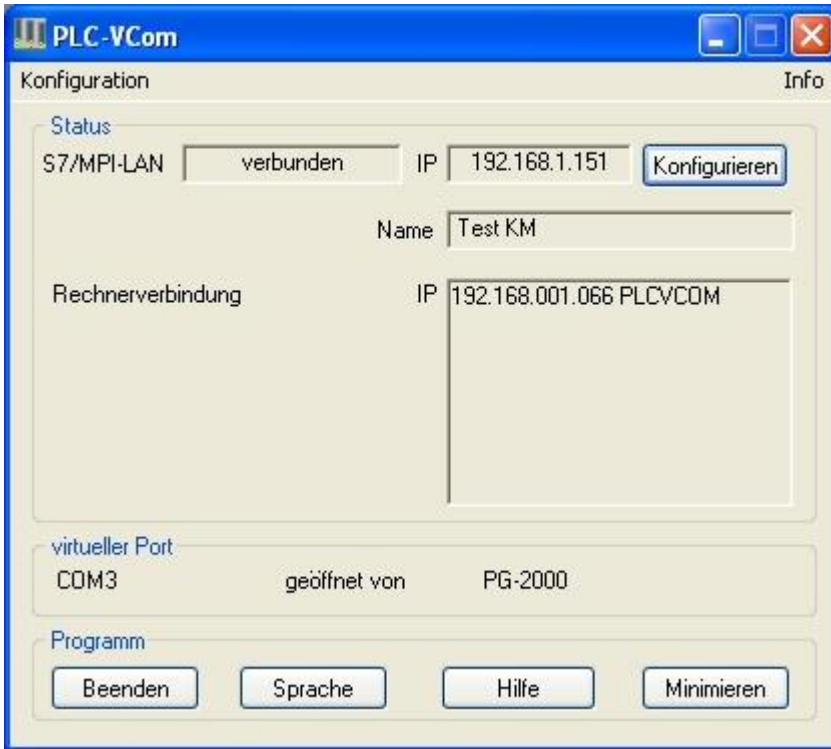 PLC-VCom
Konfiguration Info
Status
S7/MPI-LAN verbunden IP 192.168.1.151 Konfigurieren
Name Test KM
Rechnerverbindung IP 192.168.001.066 PLCVCOM
virtueller Port
COM3 geöffnet von PG-2000
Programm
Beenden Sprache Hilfe Minimieren